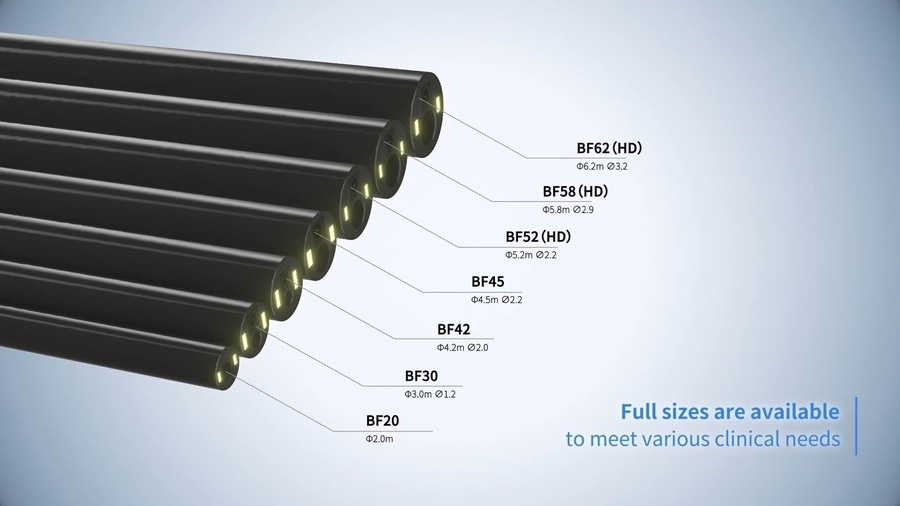 BF62(HD)
Φ6.2m ∅3.2
BF58(HD)
Φ5.8m ∅2.9
BF52(HD)
Φ5.2m ∅2.2
BF45
Φ4.5m ∅2.2
BF42
Φ4.2m ∅2.0
BF30
Φ3.0m ∅1.2
BF20
Φ2.0m
Full sizes are available
to meet various clinical needs